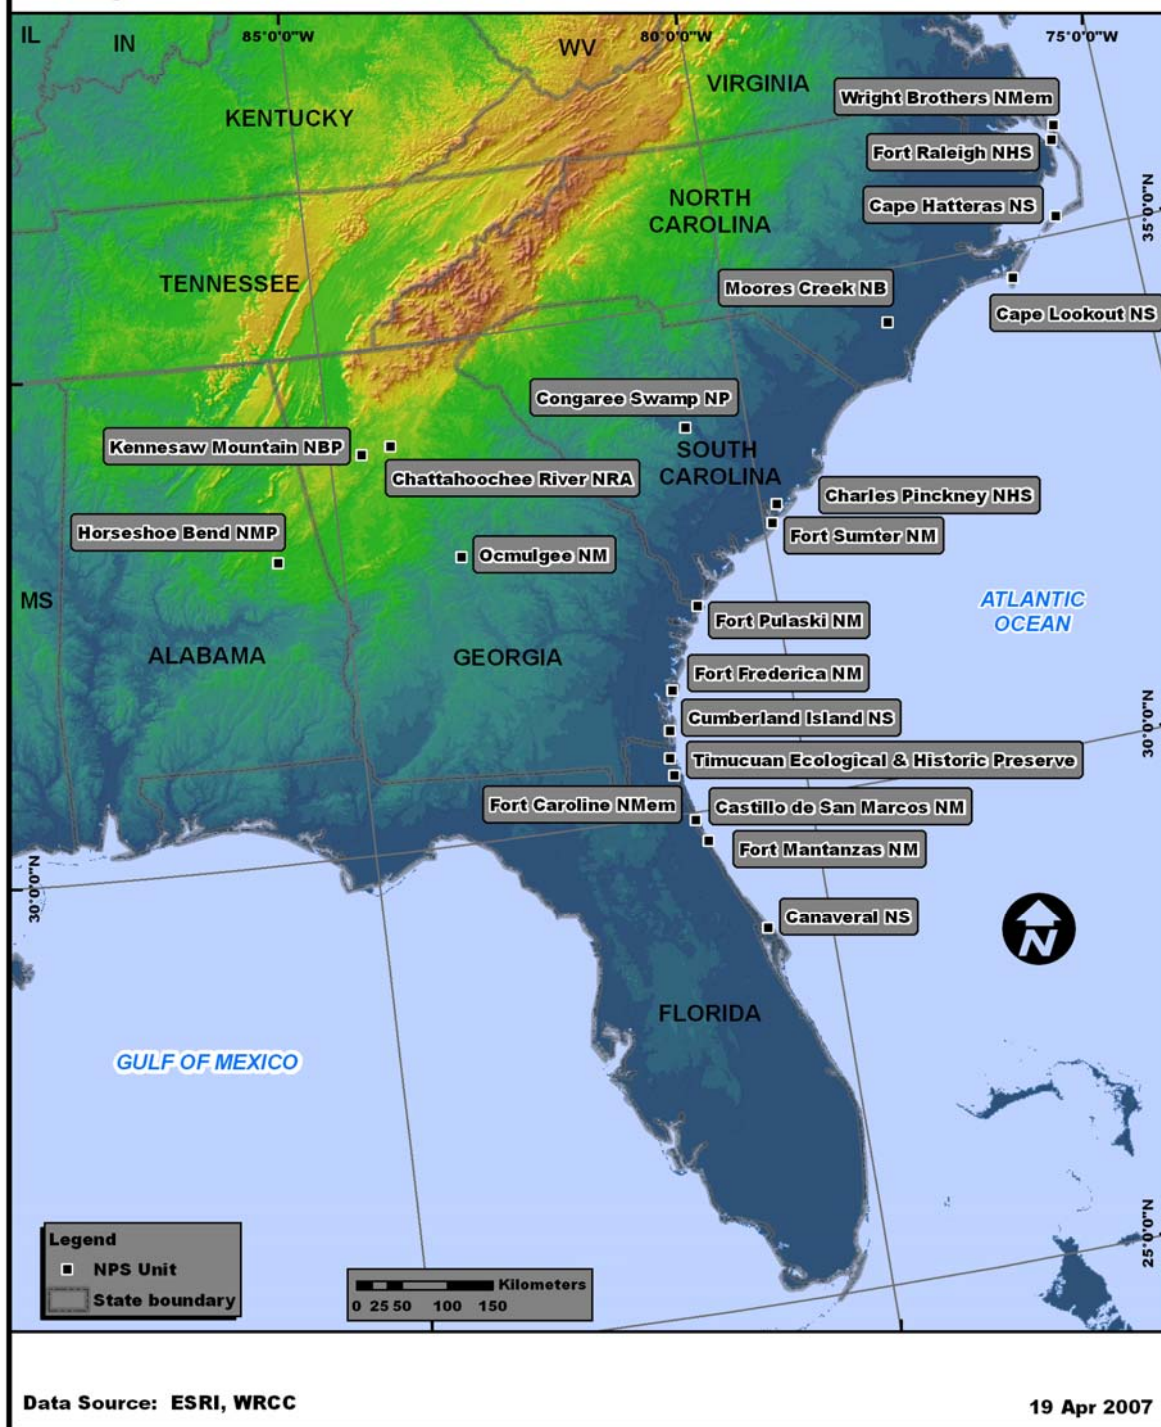 IL
IN
85°0'0"W
WV
80°0'0"W
75°0'0"W
VIRGINIA
Wright Brothers NMem
KENTUCKY
Fort Raleigh NHS
NORTH
CAROLINA
Cape Hatteras NS
35°0'0"N
TENNESSEE
Moores Creek NB
Cape Lookout NS
Congaree Swamp NP
Kennesaw Mountain NBP
SOUTH
CAROLINA
Chattahoochee River NRA
Charles Pinckney NHS
Horseshoe Bend NMP
Fort Sumter NM
Ocmulgee NM
MS
ATLANTIC
OCEAN
Fort Pulaski NM
ALABAMA
GEORGIA
Fort Frederica NM
Cumberland Island NS
30°0'0"N
Timucuan Ecological & Historic Preserve
Fort Caroline NMem
Castillo de San Marcos NM
Fort Mantanzas NM
30°0'0"N
Canaveral NS
N
FLORIDA
GULF OF MEXICO
25°0'0"N
Legend
NPS Unit
State boundary
Kilometers
0 25 50 100 150
Data Source: ESRI, WRCC
19 Apr 2007